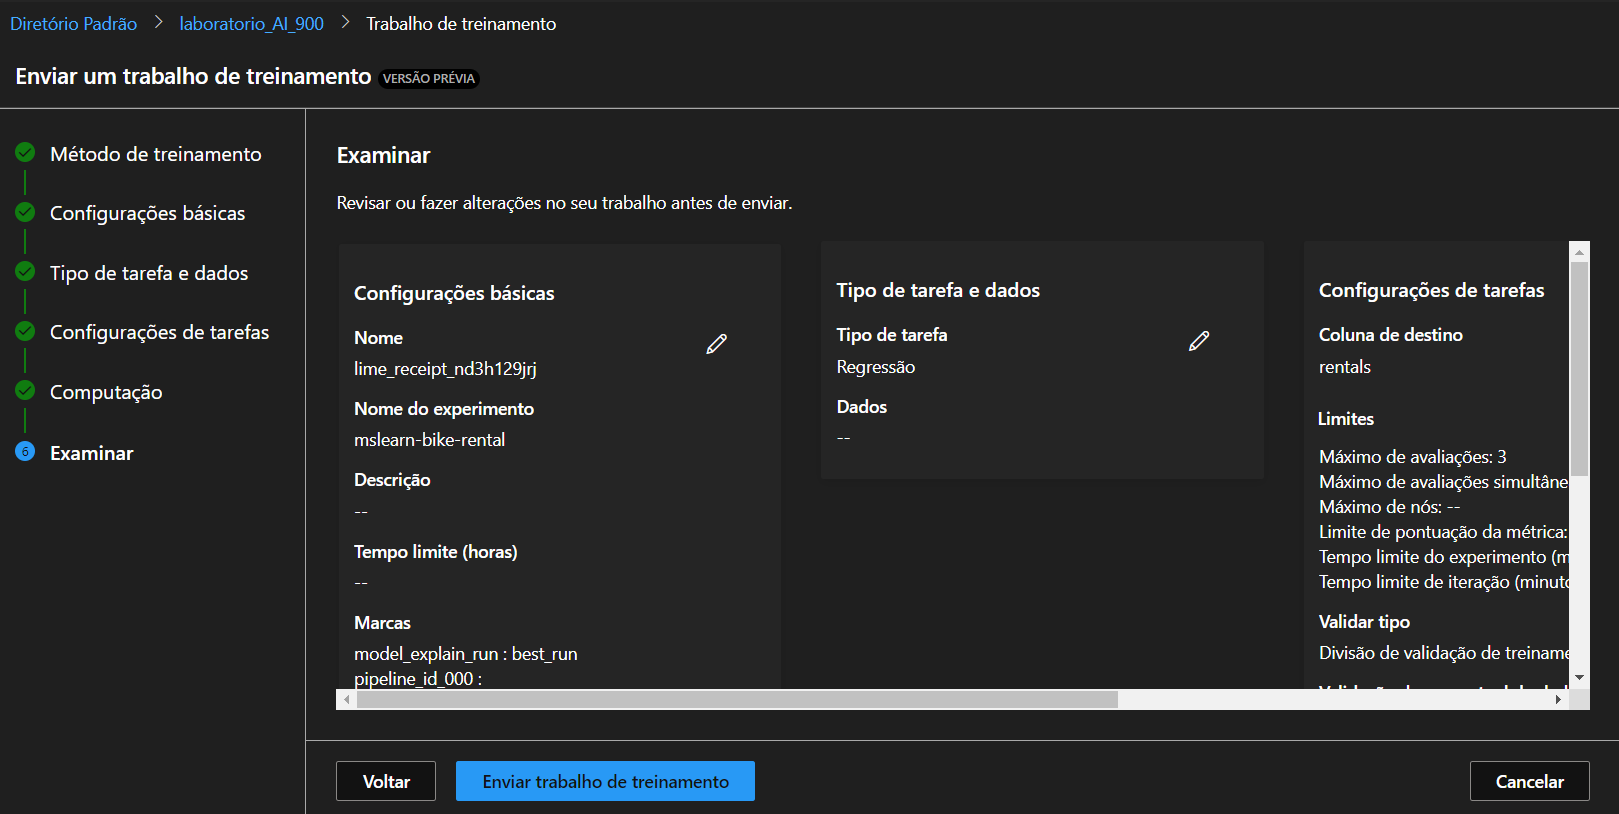 Diretório Padrão > laboratorio_AI_900 > Trabalho de treinamento
Enviar um trabalho de treinamento VERSÃO PRÉVIA
Método de treinamento
Configurações básicas
Tipo de tarefa e dados
Configurações de tarefas
Computação
6 Examinar
Examinar
Revisar ou fazer alterações no seu trabalho antes de enviar.
Configurações básicas
Nome
lime_receipt_nd3h129jrj
Nome do experimento
mslearn-bike-rental
Descrição
--
Tempo limite (horas)
--
Marcas
model_explain_run : best_run
pipeline_id_000 :
Tipo de tarefa e dados
Tipo de tarefa
Regressão
Dados
--
Configurações de tarefas
Coluna de destino
rentals
Limites
Máximo de avaliações: 3
Máximo de avaliações simultâne
Máximo de nós: --
Limite de pontuação da métrica:
Tempo limite do experimento (m
Tempo limite de iteração (minuto
Validar tipo
Divisão de validação de treiname
Voltar
Enviar trabalho de treinamento
Cancelar